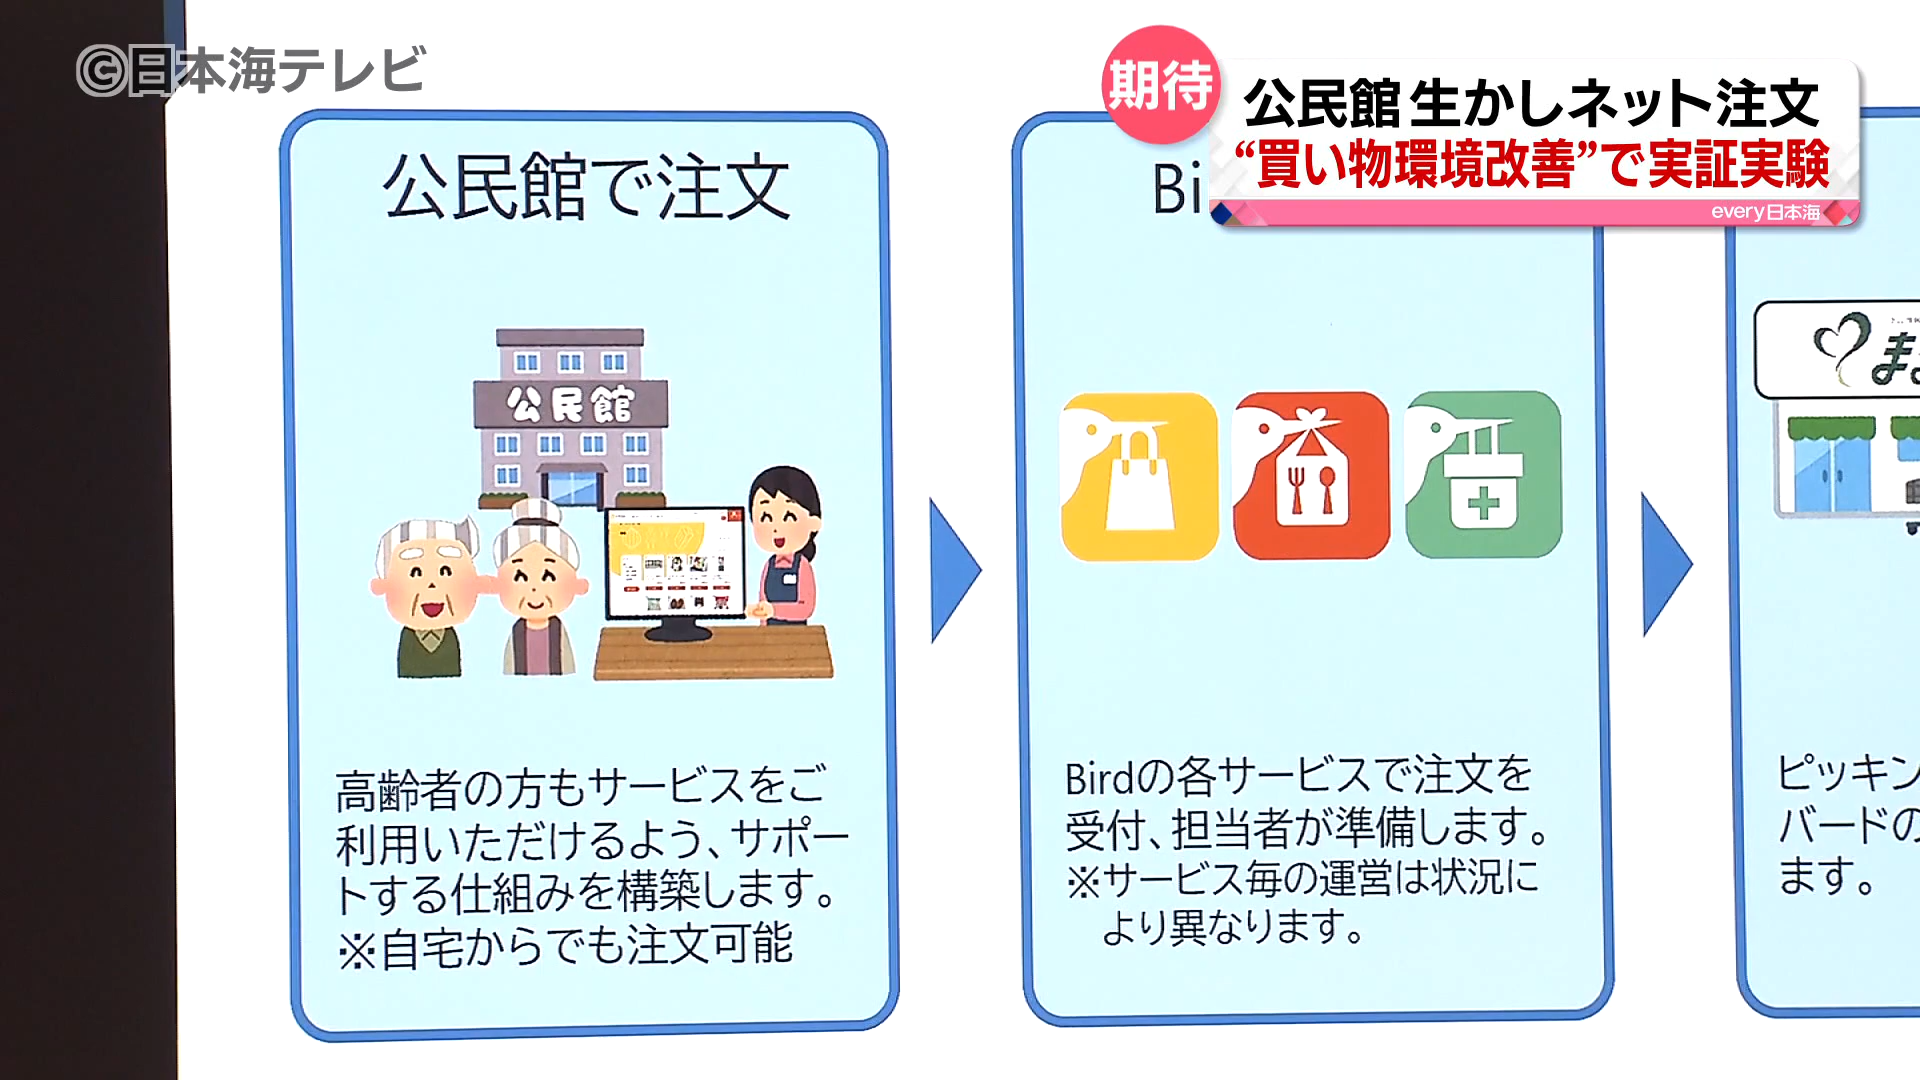 ©日本海テレビ
期待
公民館生かしネット注文
“買い物環境改善”で実証実験
every日本海
公民館で注文
公民館
高齢者の方もサービスをご
利用いただけるよう、サポー
トする仕組みを構築します。
※自宅からでも注文可能
Bi
Birdの各サービスで注文を
受付、担当者が準備します。
※サービス毎の運営は状況に
より異なります。
ま
ピッキン
バードの
ます。